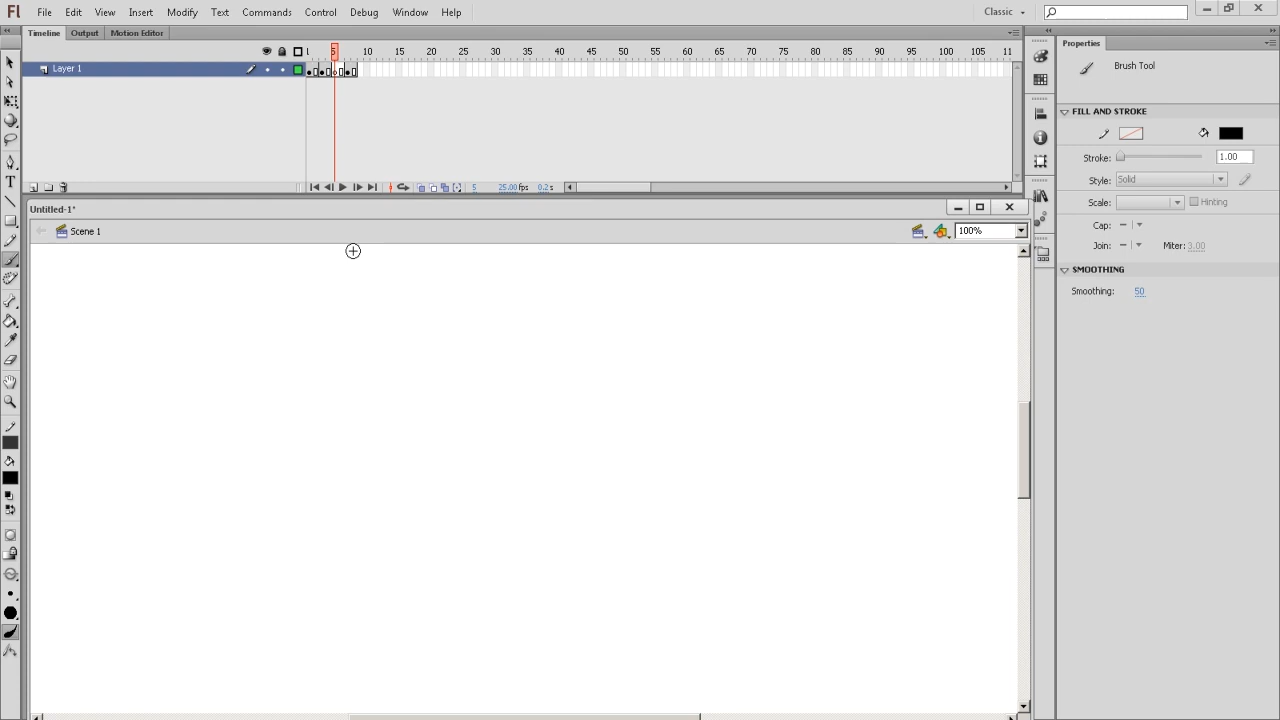 Fl File Edit View Insert Modify Text Commands Control Debug Window Help Classic
Timeline Output Motion Editor
Properties
1 5 10 15 20 25 30 35 40 45 50 55 60 65 70 75 80 85 90 95 100 105 11
Layer 1
Brush Tool
FILL AND STROKE
Stroke: 1.00
Style: Solid
5 25.00 fps 0.2 s
Scale: Hinting
Untitled-1*
Cap:
Scene 1 100%
Join: Miter: 3.00
SMOOTHING
Smoothing: 50